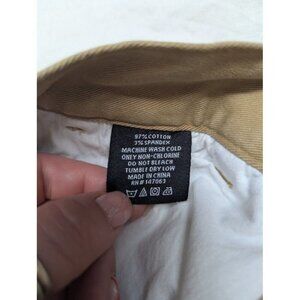 97% COTTON
3% SPANDEX
MACHINE WASH COLD
ONLY NON-CHLORINE
DO NOT BLEACH
TUMBLE DRY LOW
MADE IN CHINA
RN# 147063